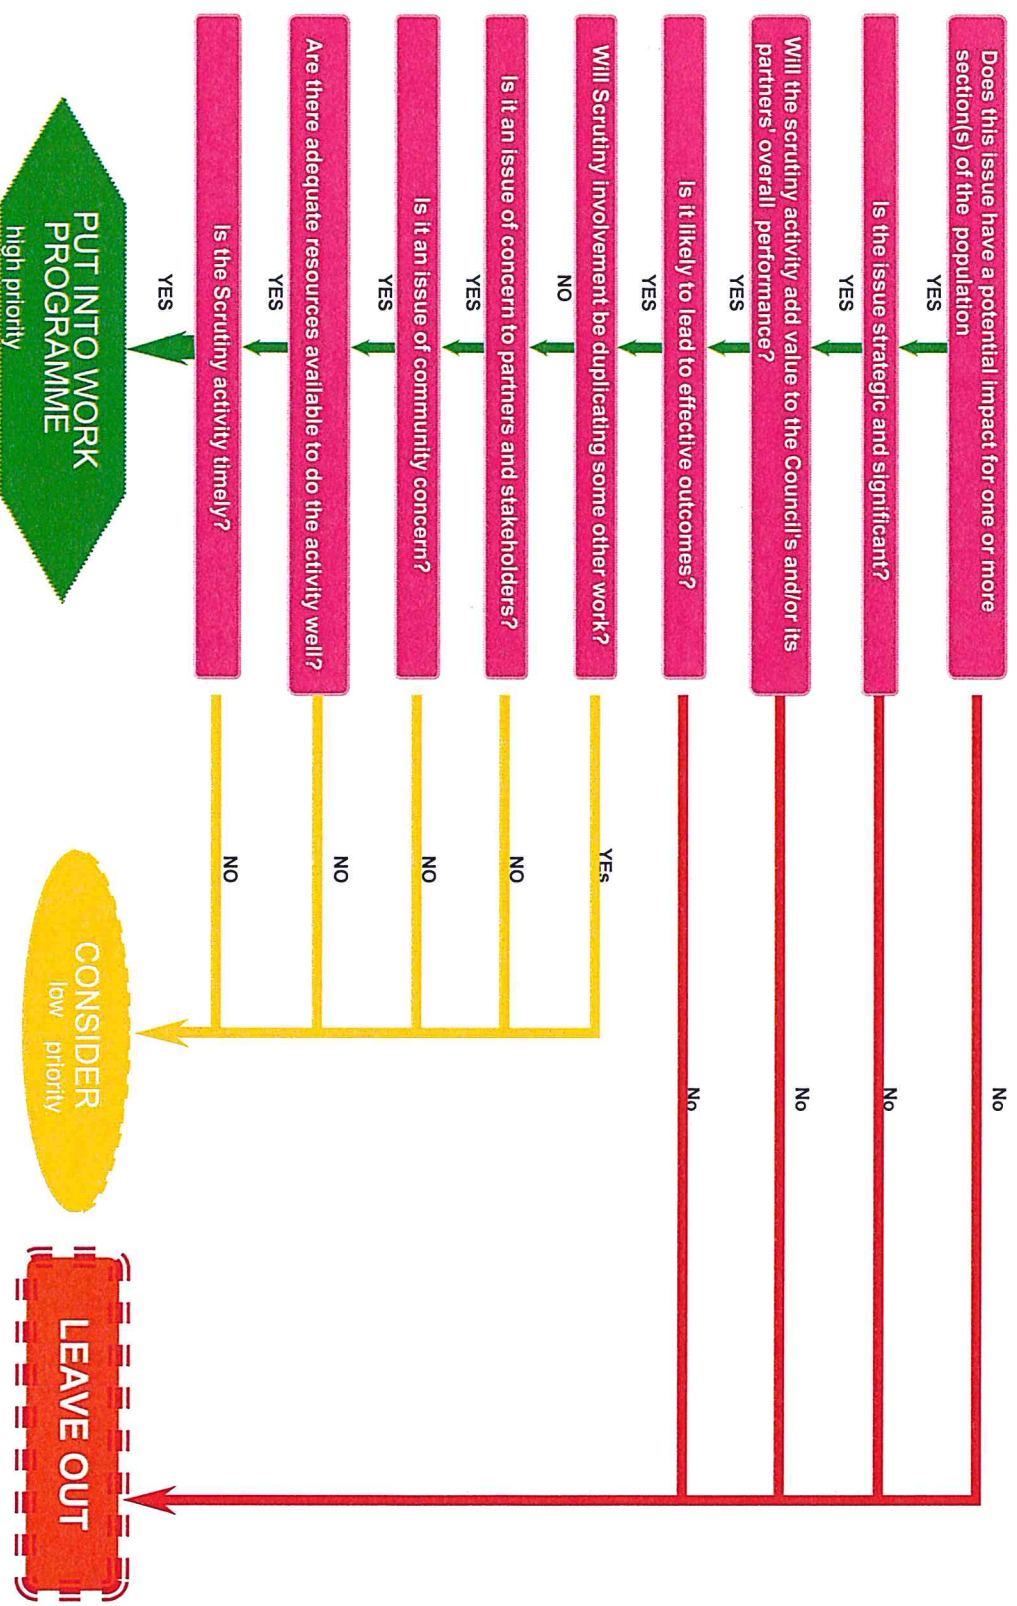 Does this issue have a potential impact for one or more
section(s) of the population
YES
No
Is the issue strategic and significant?
YES
No
Will the scrutiny activity add value to the Council's and/or its
partners' overall performance?
YES
No
Is it likely to lead to effective outcomes?
YES
No
Will Scrutiny involvement be duplicating some other work?
NO
YEs
Is it an issue of concern to partners and stakeholders?
YES
NO
Is it an issue of community concern?
YES
NO
Are there adequate resources available to do the activity well?
YES
NO
Is the Scrutiny activity timely?
YES
NO
PUT INTO WORK
PROGRAMME
high priority
CONSIDER
low priority
LEAVE OUT